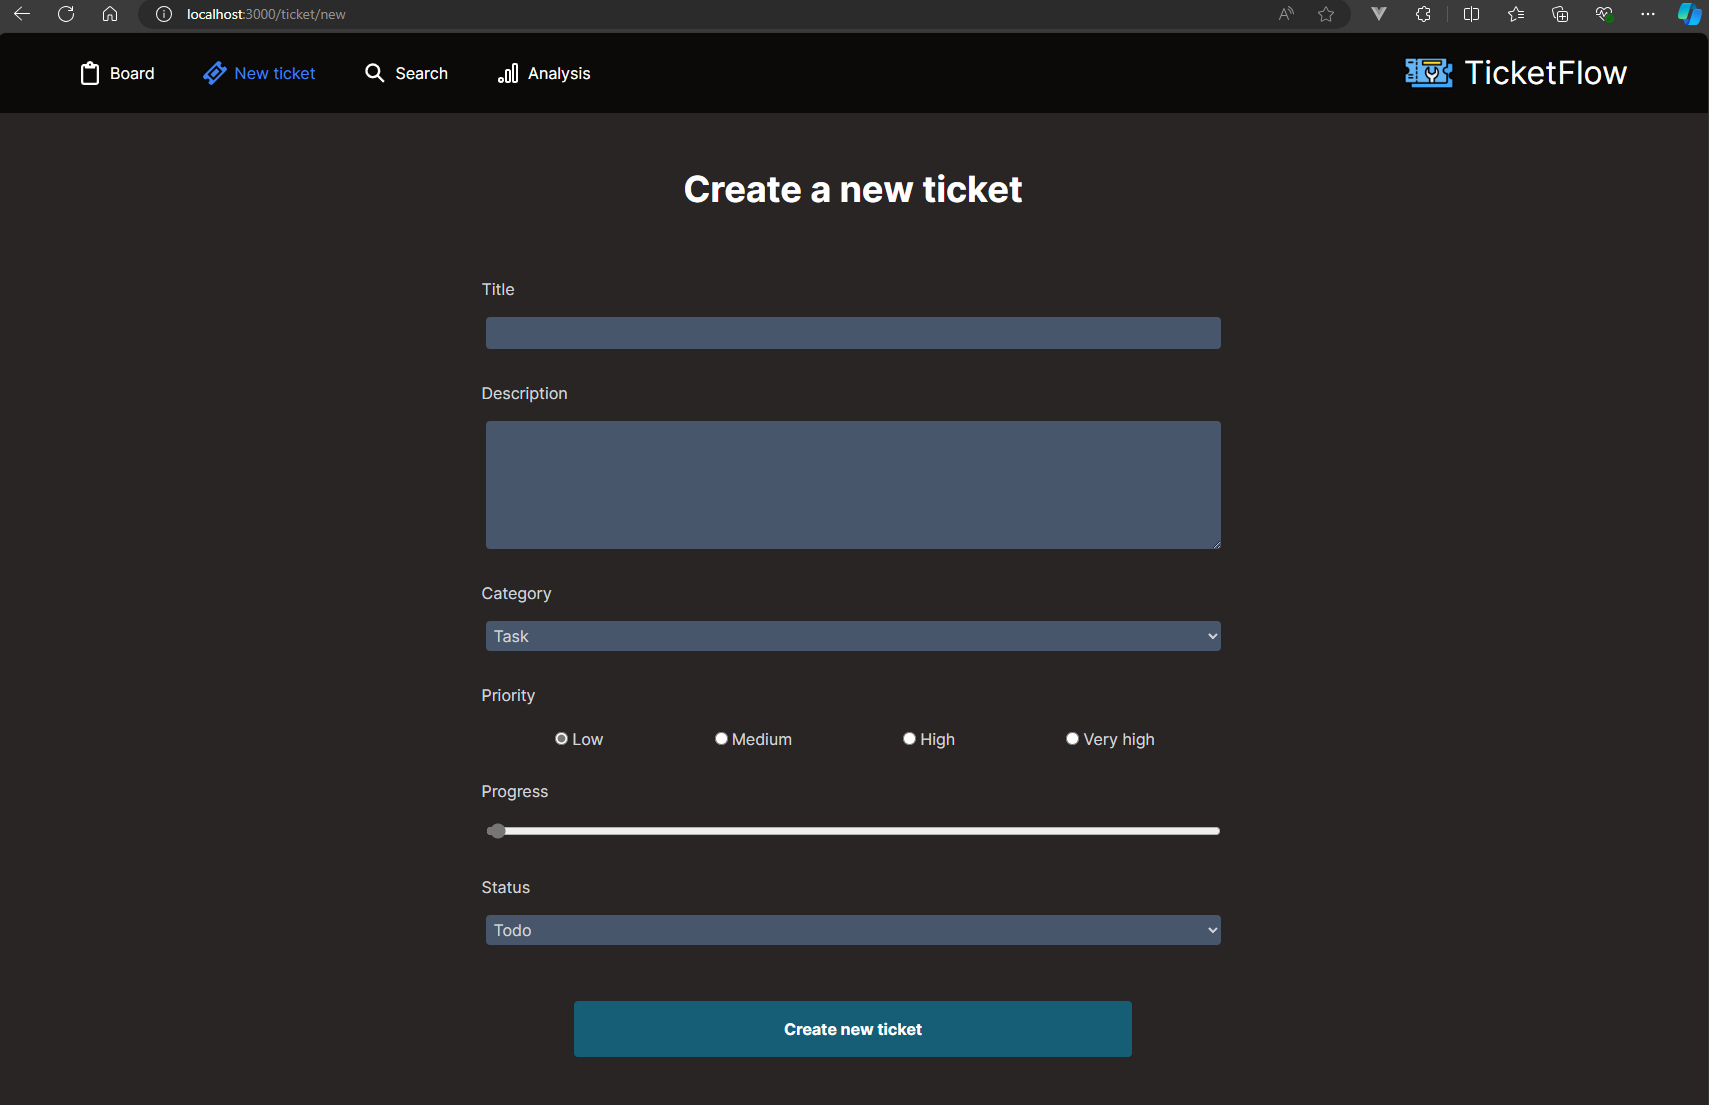 localhost:3000/ticket/new
Board New ticket Search Analysis TicketFlow
Create a new ticket
Title
Description
Category
Task
Priority
Low Medium High Very high
Progress
Status
Todo
Create new ticket